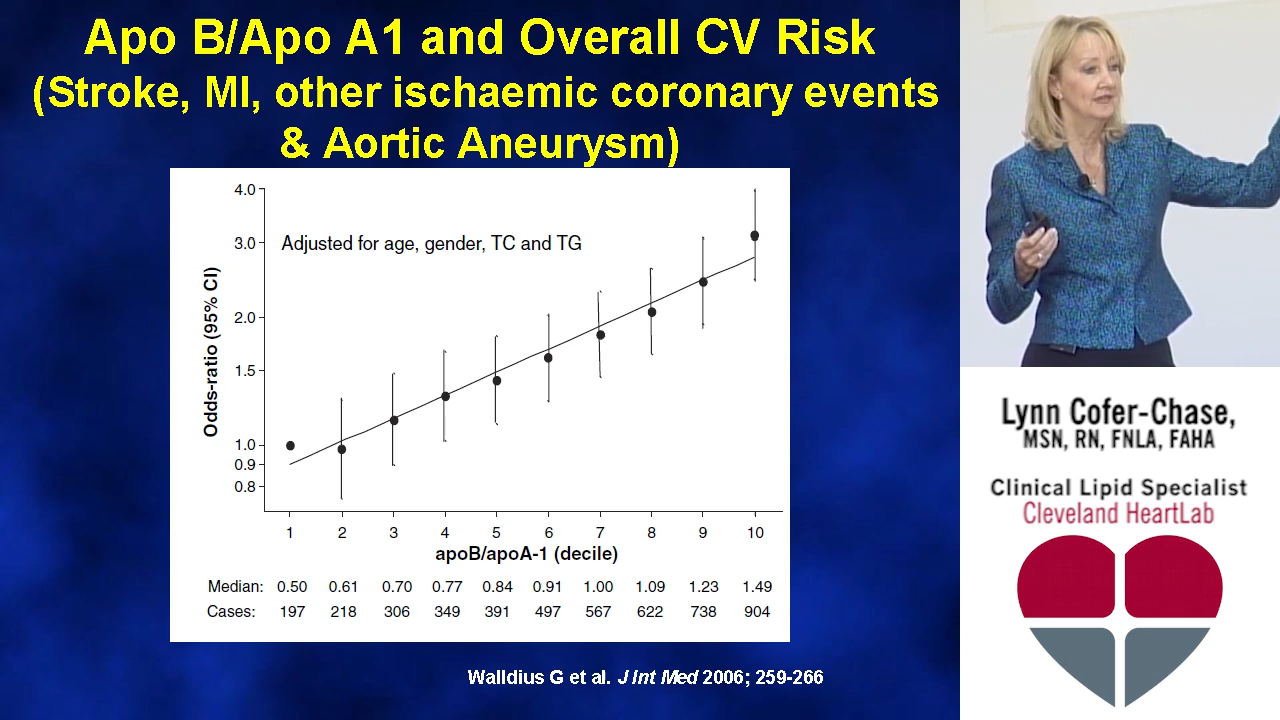 Apo B/Apo A1 and Overall CV Risk
(Stroke, MI, other ischaemic coronary events
& Aortic Aneurysm)
4.0
3.0
2.0
1.5
1.0
0.9
0.8
Odds-ratio (95% CI)
Adjusted for age, gender, TC and TG
1 2 3 4 5 6 7 8 9 10
apoB/apoA-1 (decile)
Median: 0.50 0.61 0.70 0.77 0.84 0.91 1.00 1.09 1.23 1.49
Cases: 197 218 306 349 391 497 567 622 738 904
Walldius G et al. J Int Med 2006; 259-266
Lynn Cofer-Chase,
MSN, RN, FNLA, FAHA
Clinical Lipid Specialist
Cleveland HeartLab